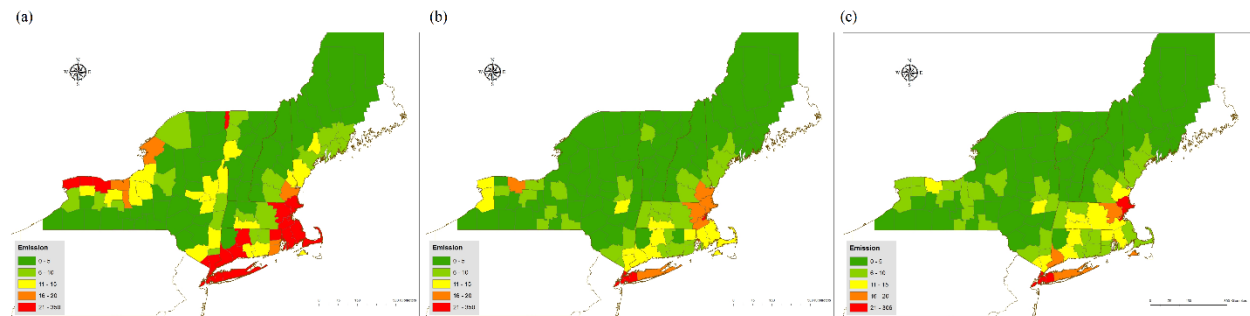 (a)
(b)
(c)
N
W
E
S
N
W
E
S
N
W
E
S
Emission
0 - 5
6 - 10
11 - 15
16 - 20
21 - 350
Emission
0 - 5
6 - 10
11 - 15
16 - 20
21 - 350
Emission
0 - 5
6 - 10
11 - 15
16 - 20
21 - 305